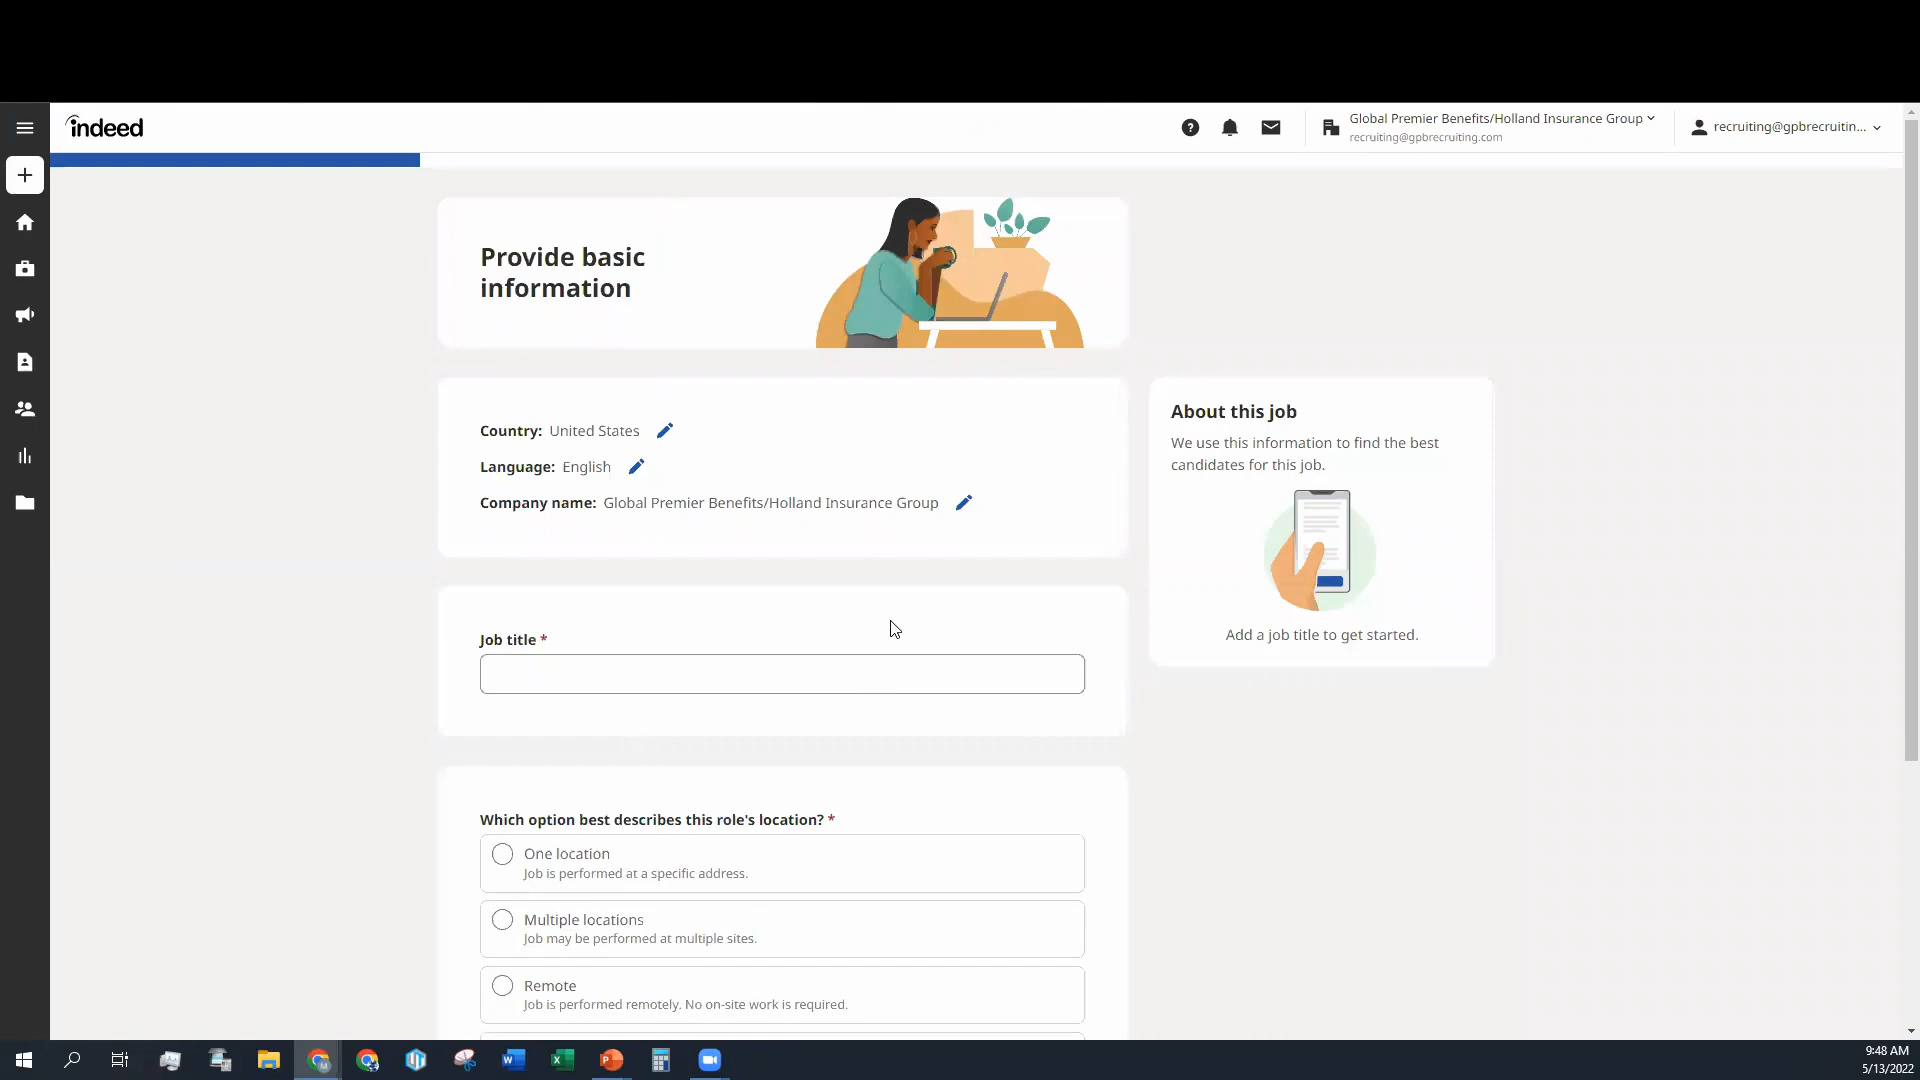 indeed
Global Premier Benefits/Holland Insurance Group
recruiting@gpbrecruiting.com
recruiting@gpbrecruitin...
Provide basic
information
Country: United States
Language: English
Company name: Global Premier Benefits/Holland Insurance Group
About this job
We use this information to find the best
candidates for this job.
Add a job title to get started.
Job title *
Which option best describes this role's location? *
One location
Job is performed at a specific address.
Multiple locations
Job may be performed at multiple sites.
Remote
Job is performed remotely. No on-site work is required.
9:48 AM
5/13/2022